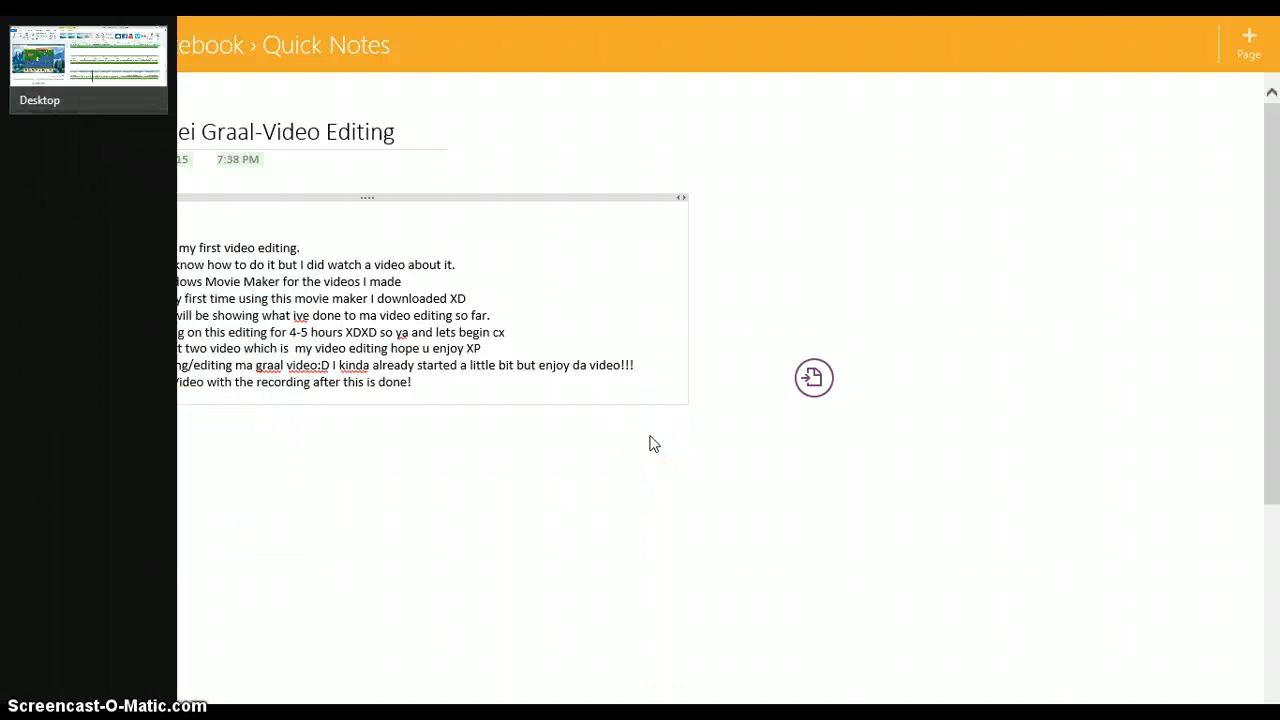 ebook › Quick Notes
Page
Desktop
ei Graal-Video Editing
15 7:38 PM
my first video editing.
know how to do it but I did watch a video about it.
dows Movie Maker for the videos I made
y first time using this movie maker I downloaded XD
will be showing what ive done to ma video editing so far.
g on this editing for 4-5 hours XDXD so ya and lets begin cx
t two video which is my video editing hope u enjoy XP
ng/editing ma graal video:D I kinda already started a little bit but enjoy da video!!!
Video with the recording after this is done!
Screencast-O-Matic.com